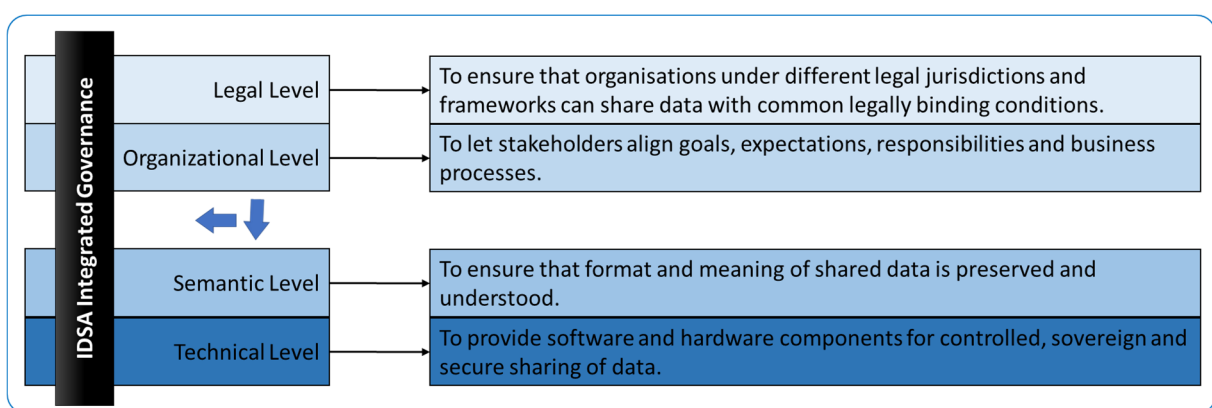 IDSA Integrated Governance
Legal Level
To ensure that organisations under different legal jurisdictions and
frameworks can share data with common legally binding conditions.
Organizational Level
To let stakeholders align goals, expectations, responsibilities and business
processes.
Semantic Level
To ensure that format and meaning of shared data is preserved and
understood.
Technical Level
To provide software and hardware components for controlled, sovereign and
secure sharing of data.